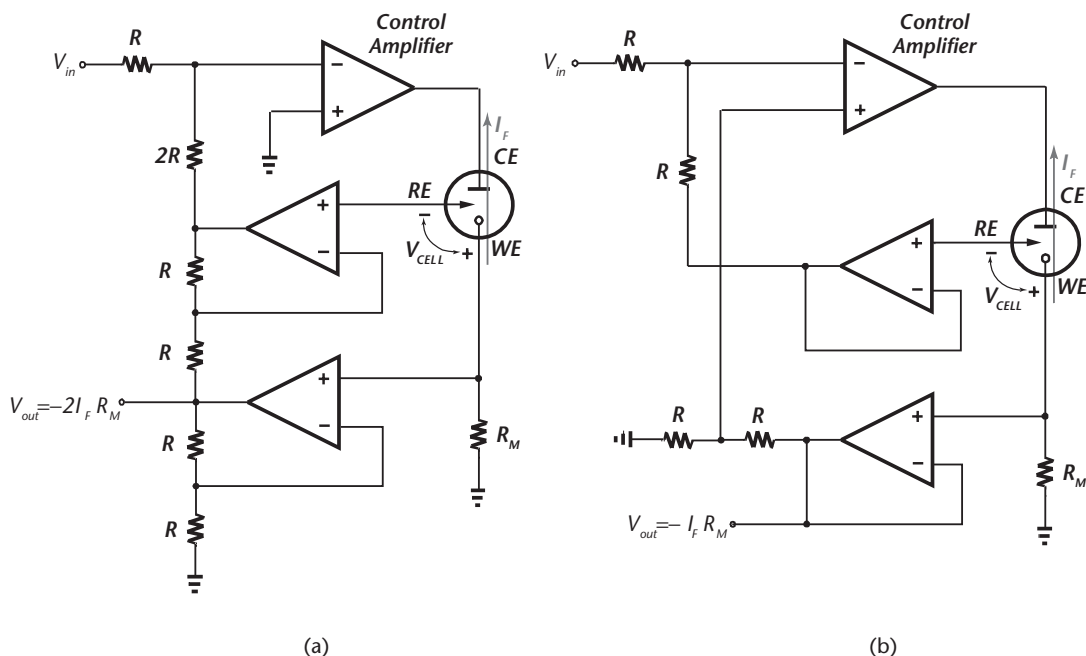 Control
Amplifier
R
V_in
−
+
I_F
CE
2R
RE
+
−
V_CELL
−
+
WE
R
R
V_out=−2I_F R_M
+
−
R
R
R_M
(a)
Control
Amplifier
R
V_in
−
+
I_F
CE
R
RE
+
−
V_CELL
−
+
WE
R
R
+
−
R_M
V_out=− I_F R_M
(b)